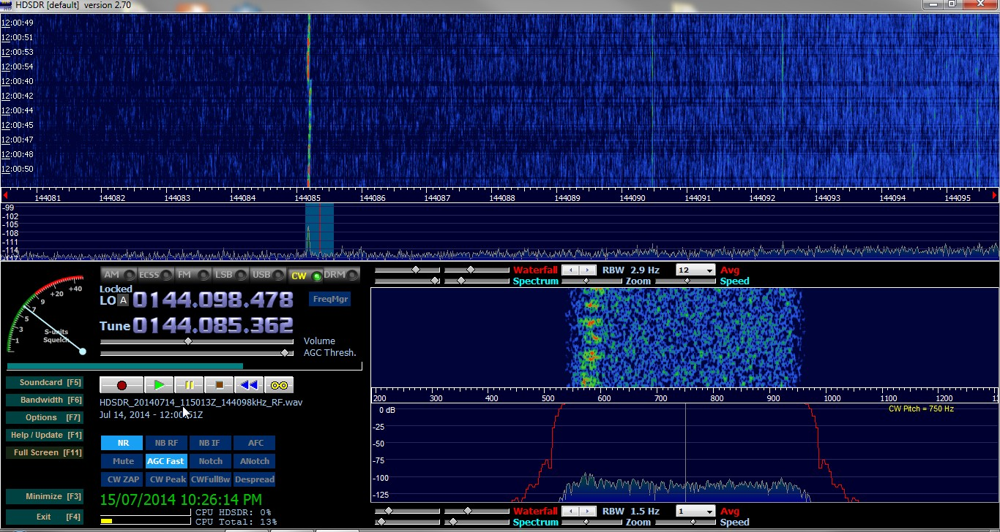 HDSDR [default] version 2.70
12:00:49
12:00:51
12:00:53
12:00:54
12:00:40
12:00:42
12:00:44
12:00:45
12:00:47
12:00:48
12:00:50
144081 144082 144083 144084 144085 144086 144087 144088 144089 144090 144091 144092 144093 144094 144095
-99
-102
-105
-108
-111
-114
-117
AM ECSS FM LSB USB CW DRM
Locked
LO A 0144.098.478 FreqMgr
Tune 0144.085.362
+20 +40
1 3 5 7 9
S-units
Squelch
Volume
AGC Thresh.
Waterfall RBW 2.9 Hz 12 Avg
Spectrum Zoom Speed
Soundcard [F5]
Bandwidth [F6]
Options [F7]
Help / Update [F1]
Full Screen [F11]
Minimize [F3]
Exit [F4]
HDSDR_20140714_115013Z_144098kHz_RF.wav
Jul 14, 2014 - 12:00:51Z
NR NB RF NB IF AFC
Mute AGC Fast Notch ANotch
CW ZAP CW Peak CWFullBw Despread
15/07/2014 10:26:14 PM
CPU HDSDR: 0%
CPU Total: 13%
200 300 400 500 600 700 800 900 1000 1100 1200
0 dB CW Pitch = 750 Hz
-25
-50
-75
-100
-125
Waterfall RBW 1.5 Hz 1 Avg
Spectrum Zoom Speed